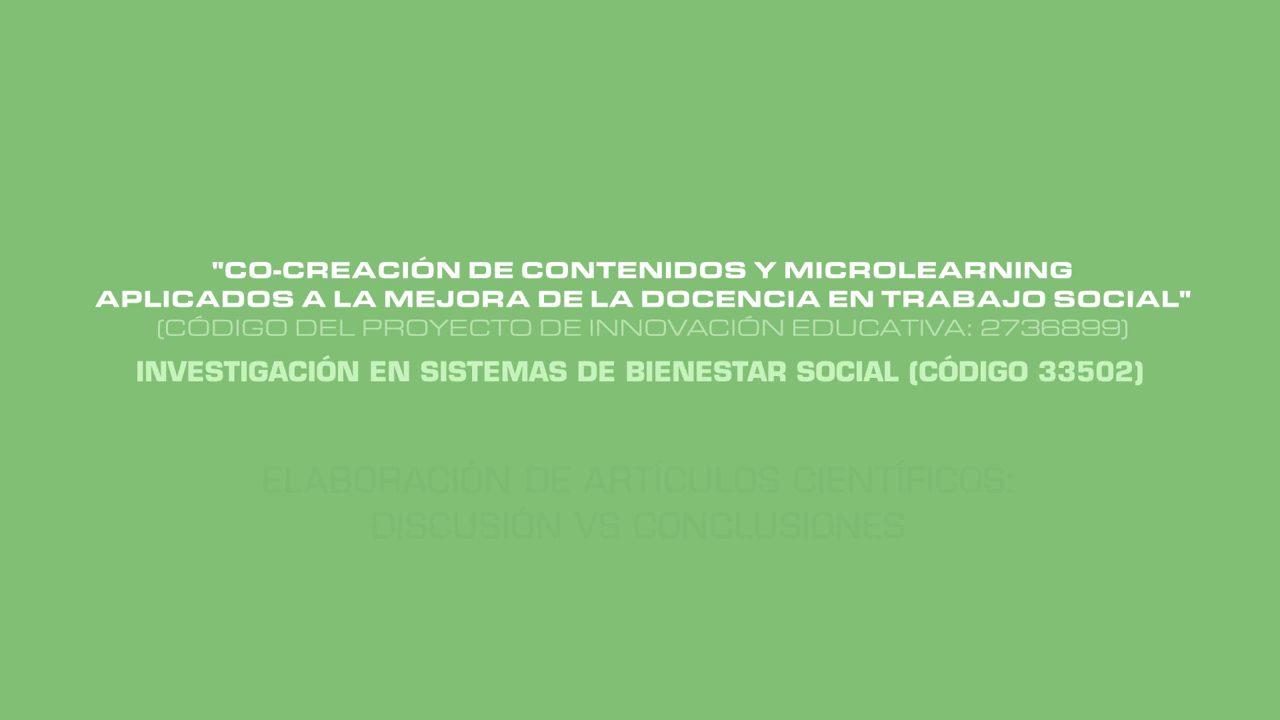 "CO-CREACIÓN DE CONTENIDOS Y MICROLEARNING
APLICADOS A LA MEJORA DE LA DOCENCIA EN TRABAJO SOCIAL"
(CÓDIGO DEL PROYECTO DE INNOVACIÓN EDUCATIVA: 2736899)
INVESTIGACIÓN EN SISTEMAS DE BIENESTAR SOCIAL (CÓDIGO 33502)
ELABORACIÓN DE ARTÍCULOS CIENTÍFICOS:
DISCUSIÓN VS CONCLUSIONES